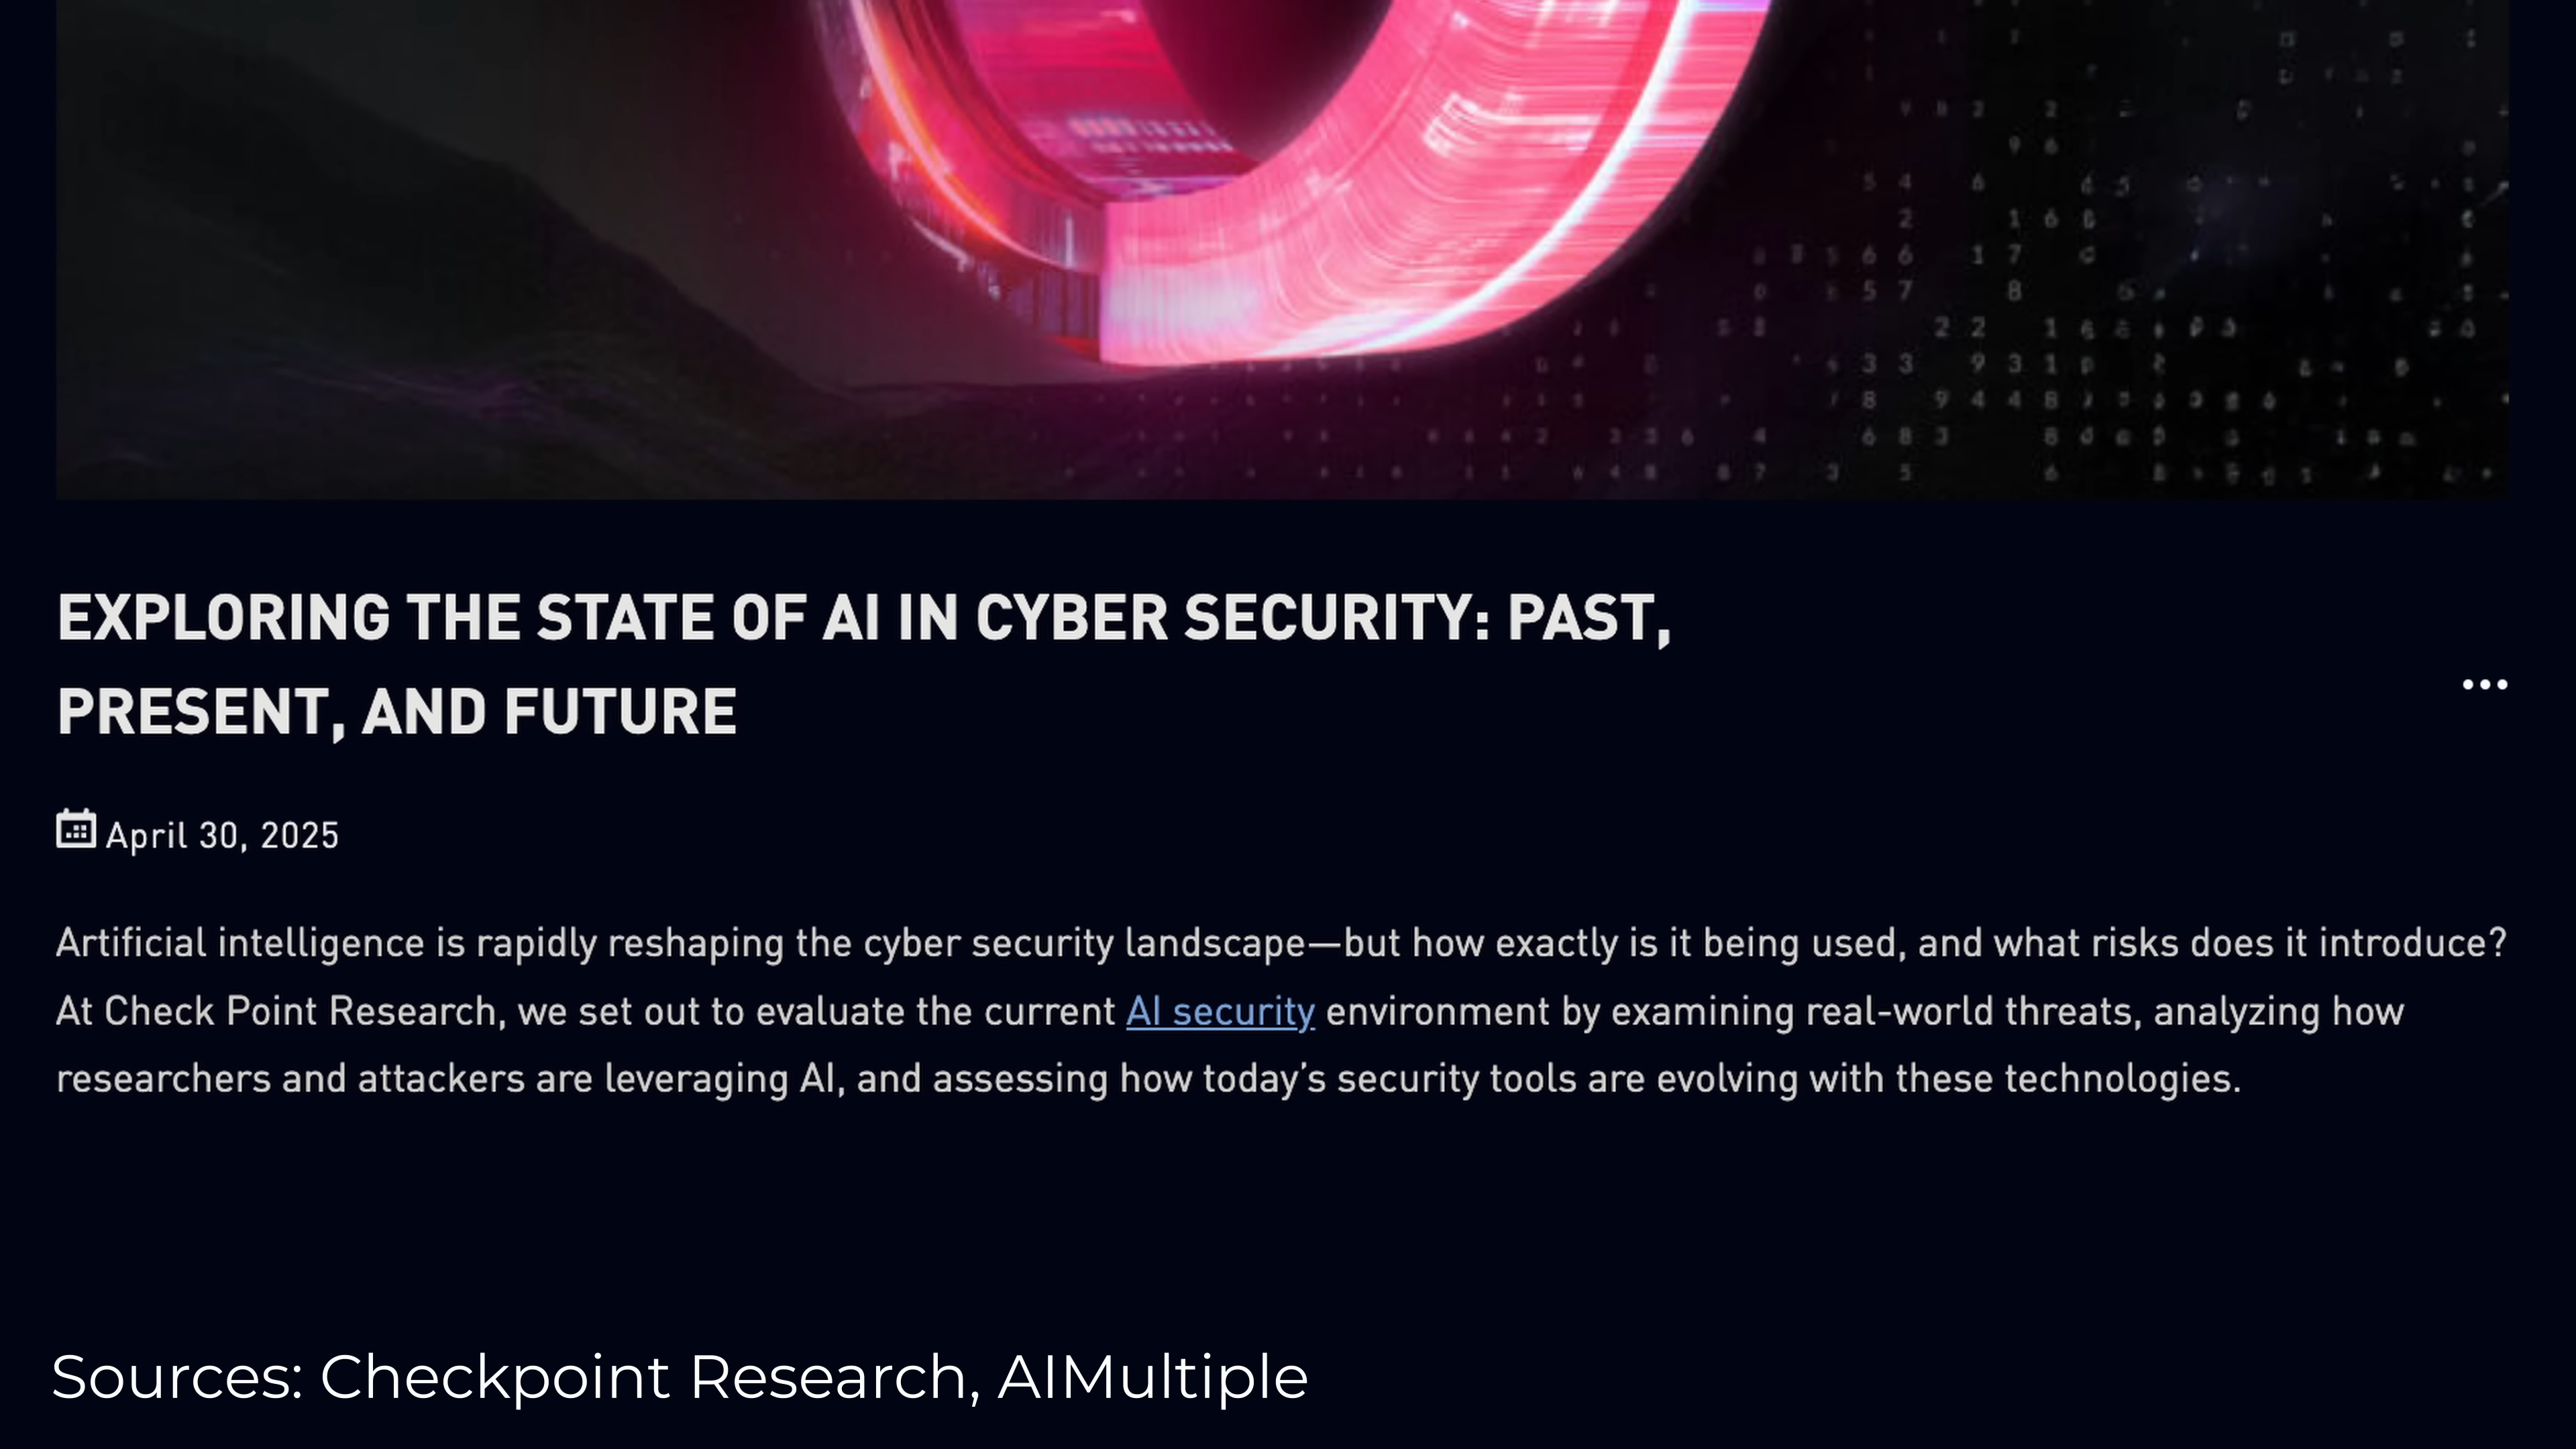 EXPLORING THE STATE OF AI IN CYBER SECURITY: PAST,
PRESENT, AND FUTURE
April 30, 2025
Artificial intelligence is rapidly reshaping the cyber security landscape—but how exactly is it being used, and what risks does it introduce?
At Check Point Research, we set out to evaluate the current AI security environment by examining real-world threats, analyzing how
researchers and attackers are leveraging AI, and assessing how today’s security tools are evolving with these technologies.
Sources: Checkpoint Research, AIMultiple